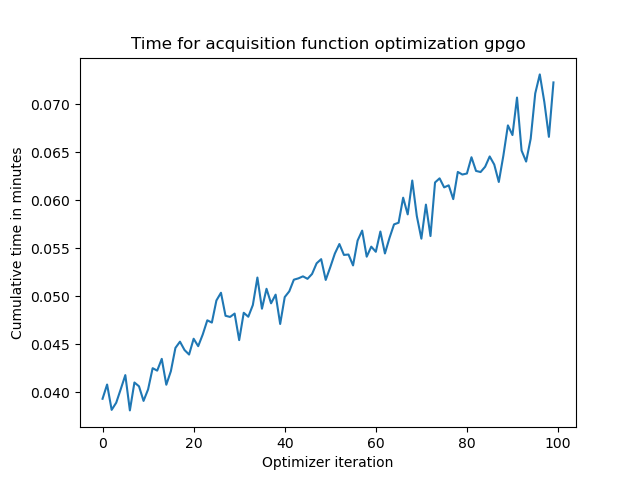 Time for acquisition function optimization gpgo
0.070
0.065
0.060
0.055
0.050
0.045
0.040
Cumulative time in minutes
0 20 40 60 80 100
Optimizer iteration